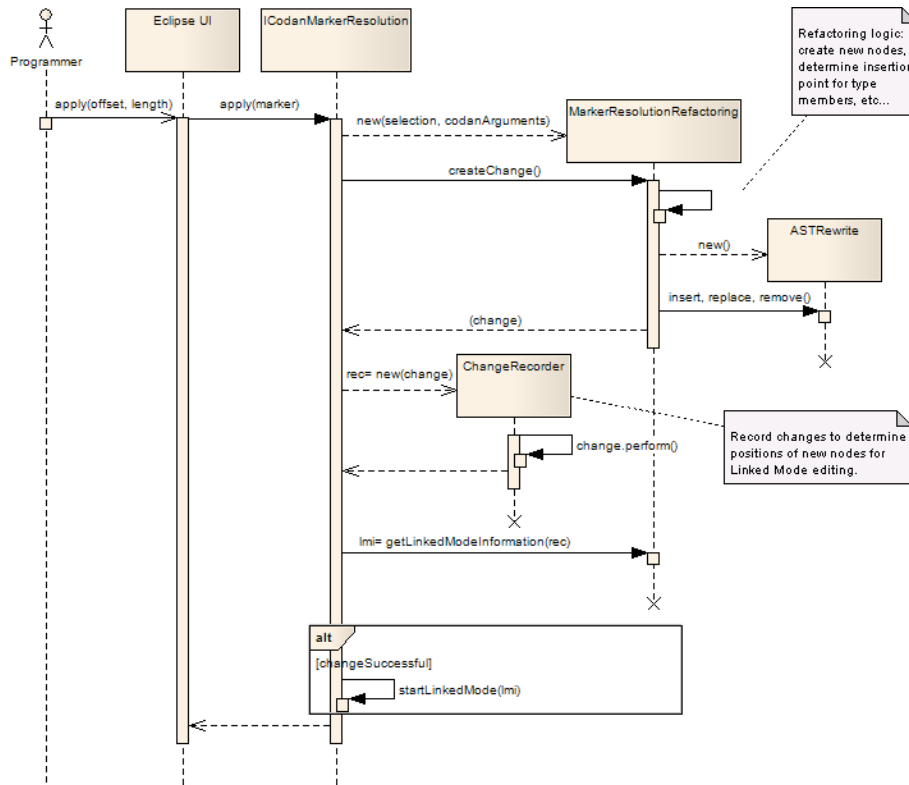 Eclipse UI
ICodanMarkerResolution
Programmer
Refactoring logic:
create new nodes,
determine insertion
point for type
members, etc...
apply(offset, length)
apply(marker)
new(selection, codanArguments)
MarkerResolutionRefactoring
createChange()
new()
ASTRewrite
insert, replace, remove()
(change)
rec= new(change)
ChangeRecorder
change.perform()
Record changes to determine
positions of new nodes for
Linked Mode editing.
lmi= getLinkedModeInformation(rec)
alt
[changeSuccessful]
startLinkedMode(lmi)